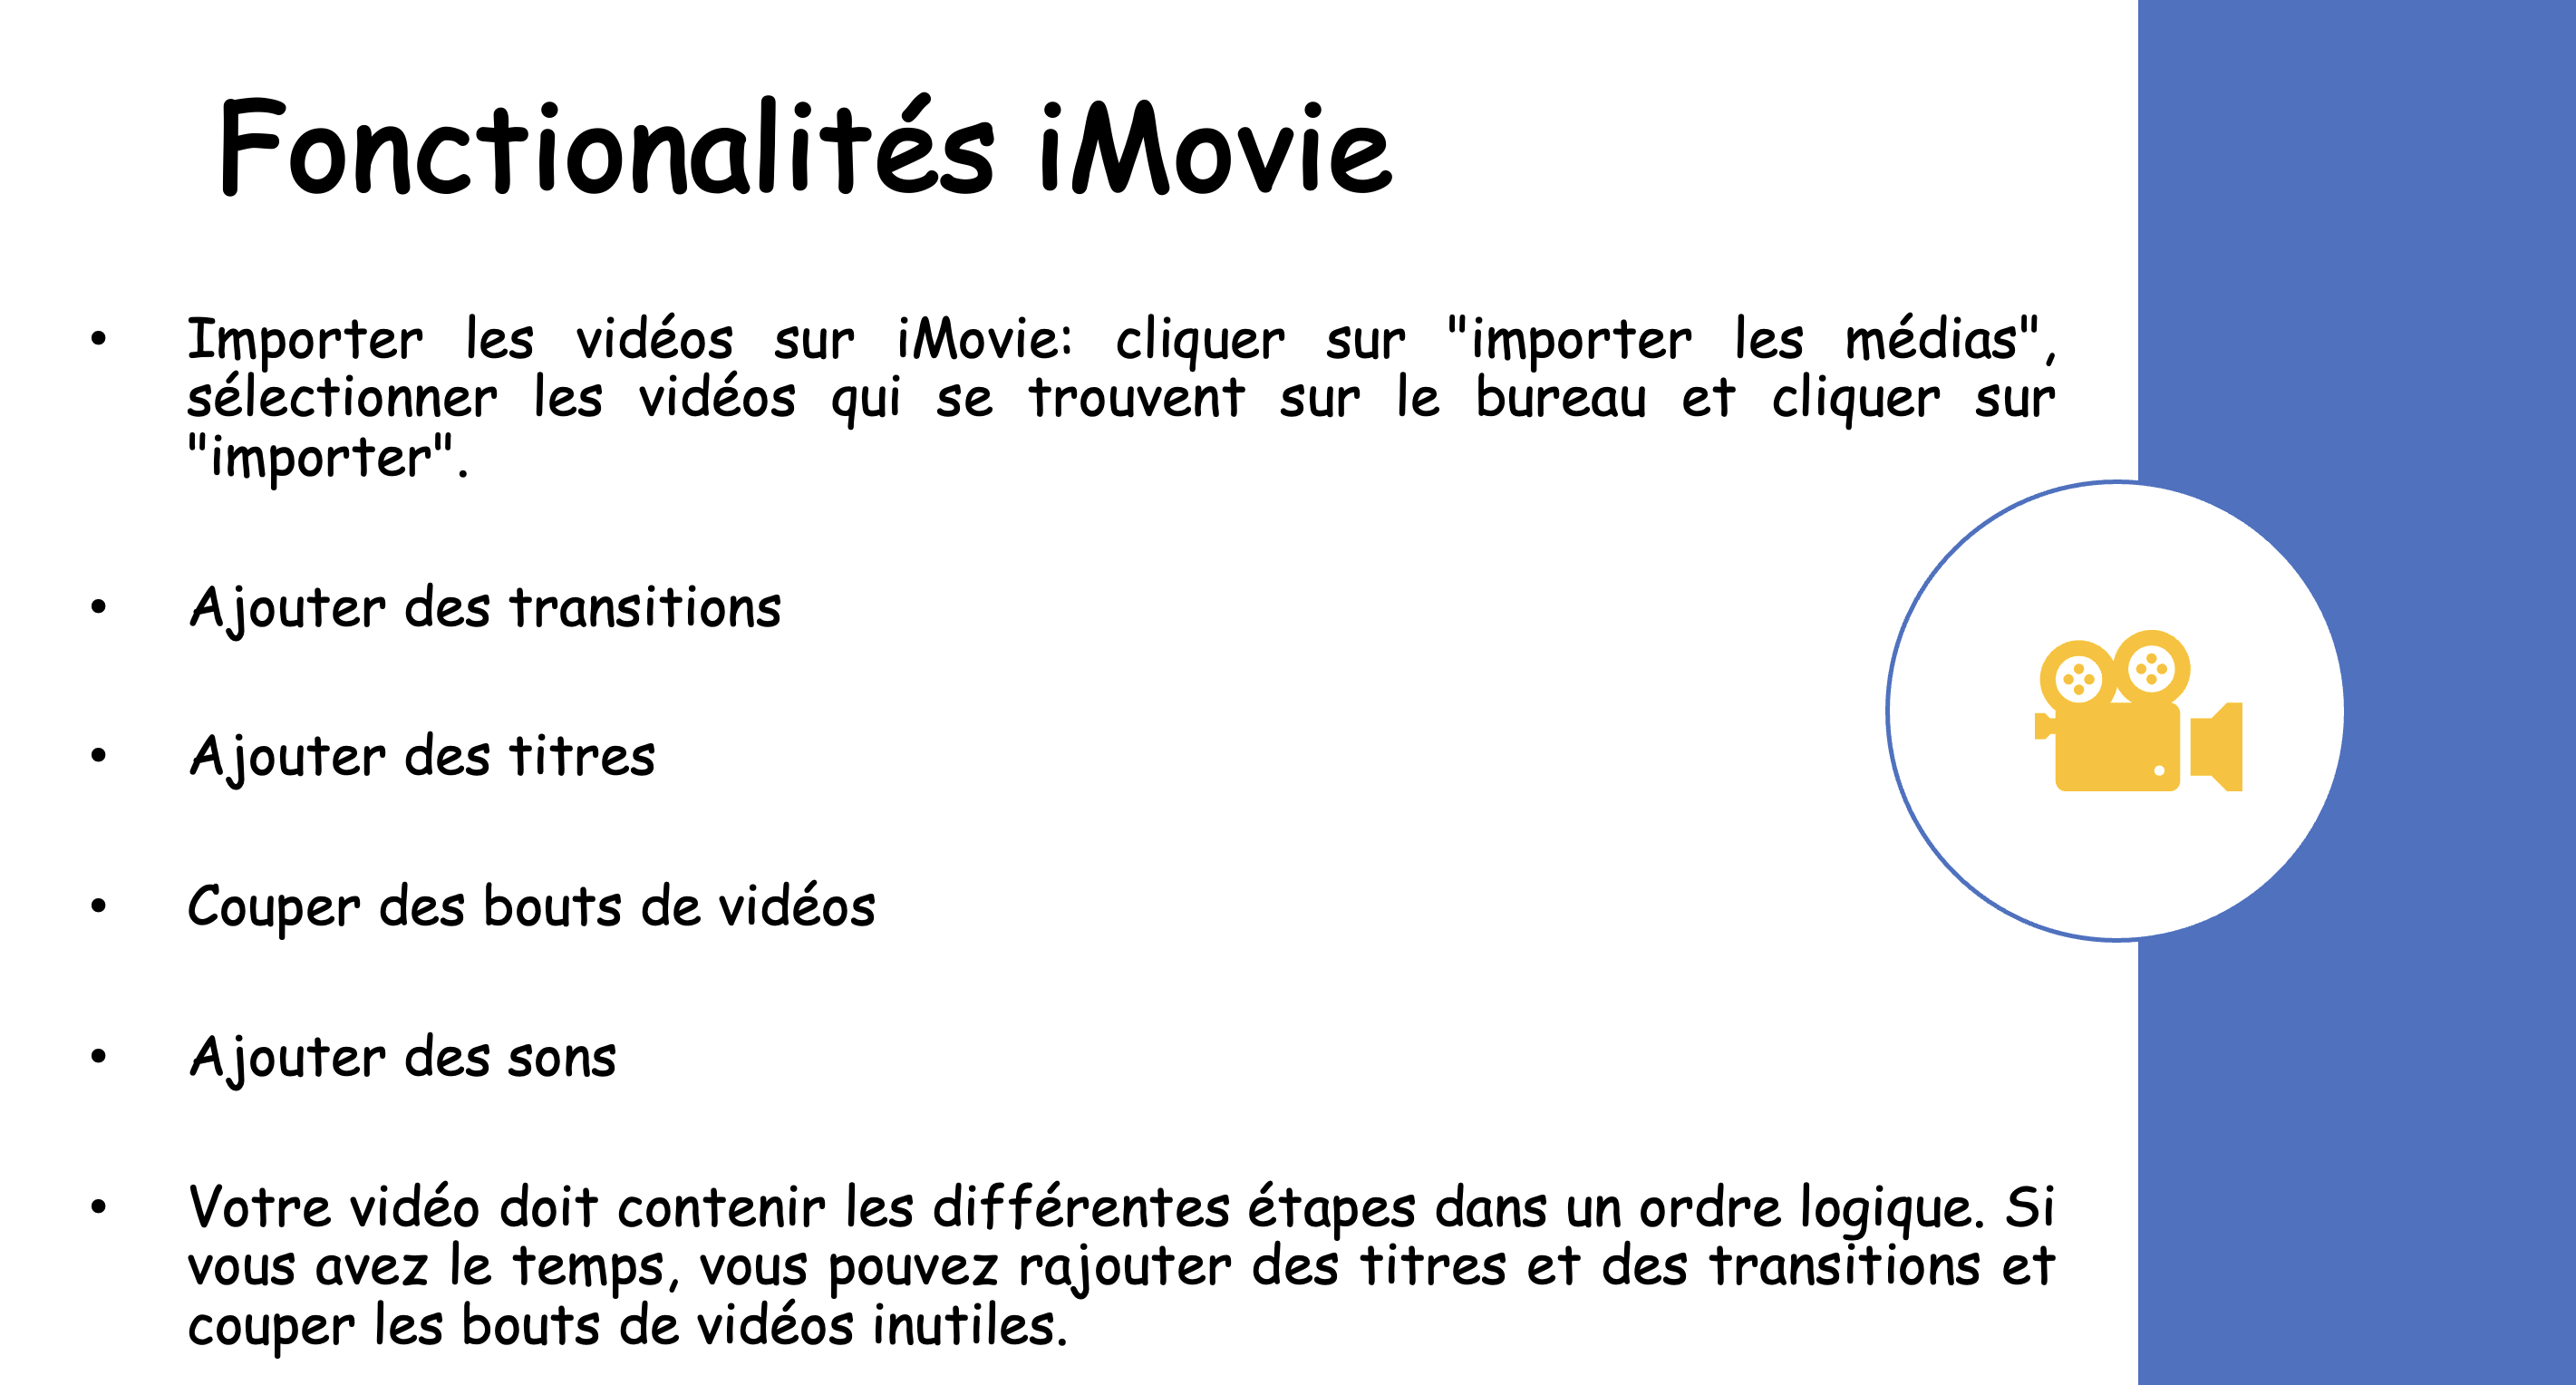 Fonctionalités iMovie
• Importer les vidéos sur iMovie: cliquer sur "importer les médias",
sélectionner les vidéos qui se trouvent sur le bureau et cliquer sur
"importer".
• Ajouter des transitions
• Ajouter des titres
• Couper des bouts de vidéos
• Ajouter des sons
• Votre vidéo doit contenir les différentes étapes dans un ordre logique. Si
vous avez le temps, vous pouvez rajouter des titres et des transitions et
couper les bouts de vidéos inutiles.